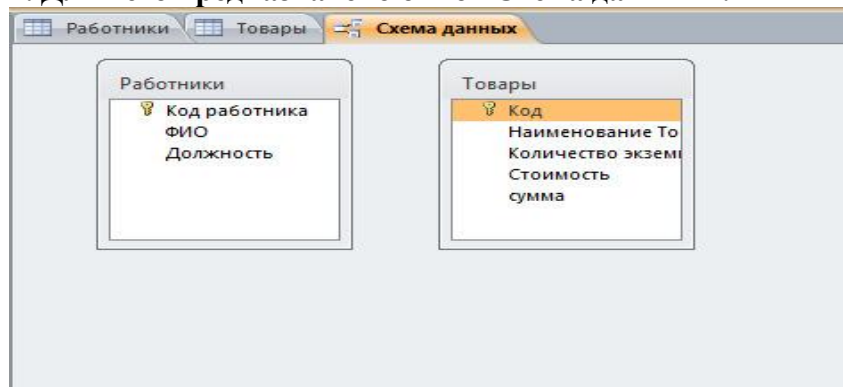 Работники Товары Схема данных
Работники
Код работника
ФИО
Должность
Товары
Код
Наименование То
Количество экземп
Стоимость
сумма